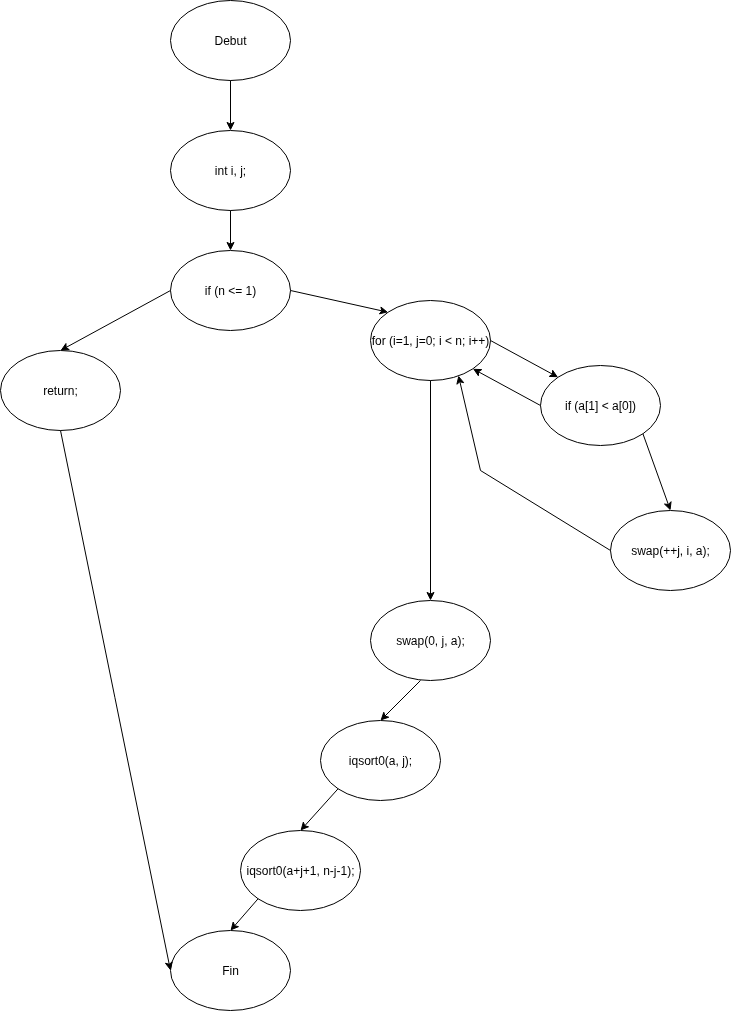 Debut
int i, j;
if (n <= 1)
for (i=1, j=0; i < n; i++)
return;
if (a[1] < a[0])
swap(++j, i, a);
swap(0, j, a);
iqsort0(a, j);
iqsort0(a+j+1, n-j-1);
Fin